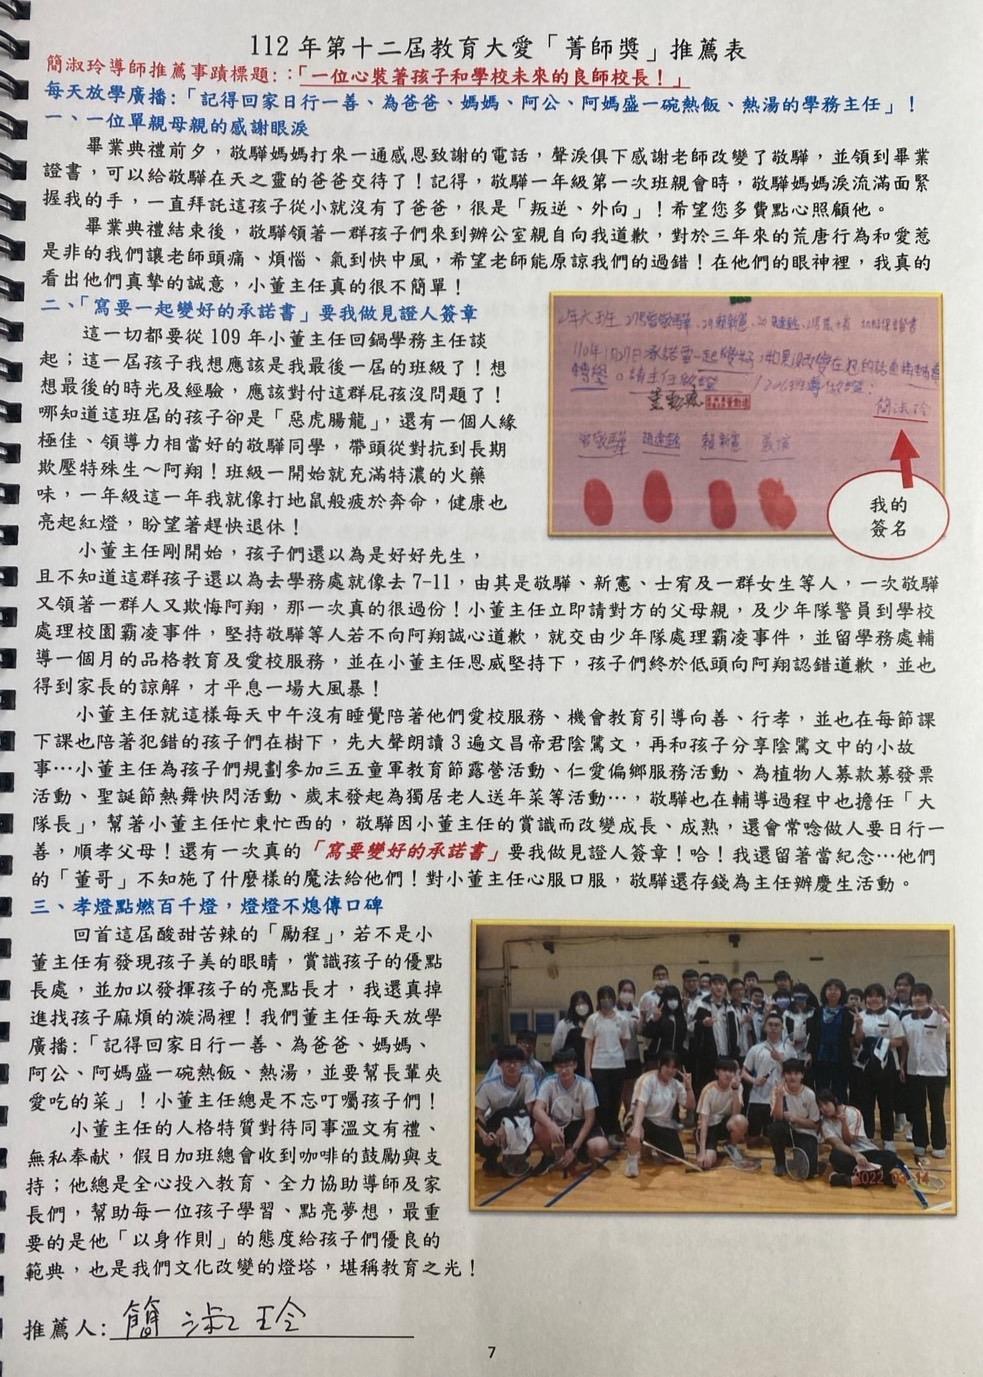 112 年第十二屆教育大愛「菁師獎」推薦表
簡淑玲導師推薦事蹟標題：:「一位心裝著孩子和學校未來的良師校長！」
每天放學廣播:「記得回家日行一善、為爸爸、媽媽、阿公、阿媽盛一碗熱飯、熱湯的學務主任」！
一、一位單親母親的感謝眼淚
畢業典禮前夕，敬驊媽媽打來一通感恩致謝的電話，聲淚俱下感謝老師改變了敬驊，並領到畢業
證書，可以給敬驊在天之靈的爸爸交待了！記得，敬驊一年級第一次班親會時，敬驊媽媽淚流滿面緊
握我的手，一直拜託這孩子從小就沒有了爸爸，很是「叛逆、外向」！希望您多費點心照顧他。
畢業典禮結束後，敬驊領著一群孩子們來到辦公室親自向我道歉，對於三年來的荒唐行為和愛惹
是非的我們讓老師頭痛、煩惱、氣到快中風，希望老師能原諒我們的過錯！在他們的眼神裡，我真的
看出他們真摯的誠意，小董主任真的很不簡單！
二、「寫要一起變好的承諾書」要我做見證人簽章
這一切都要從 109 年小董主任回鍋學務主任談
起；這一屆孩子我想應該是我最後一屆的班級了！想
想最後的時光及經驗，應該對付這群屁孩沒問題了！
哪知道這班屆的孩子卻是「惡虎腸龍」，還有一個人緣
極佳、領導力相當好的敬驊同學，帶頭從對抗到長期
欺壓特殊生～阿翔！班級一開始就充滿特濃的火藥
味，一年級這一年我就像打地鼠般疲於奔命，健康也
亮起紅燈，盼望著趕快退休！
簡淑玲
我的
簽名
小董主任剛開始，孩子們還以為是好好先生，
且不知道這群孩子還以為去學務處就像去 7-11，由其是敬驊、新憲、士宥及一群女生等人，一次敬驊
又領著一群人又欺悔阿翔，那一次真的很過份！小董主任立即請對方的父母親，及少年隊警員到學校
處理校園霸凌事件，堅持敬驊等人若不向阿翔誠心道歉，就交由少年隊處理霸凌事件，並留學務處輔
導一個月的品格教育及愛校服務，並在小董主任恩威堅持下，孩子們終於低頭向阿翔認錯道歉，並也
得到家長的諒解，才平息一場大風暴！
小董主任就這樣每天中午沒有睡覺陪著他們愛校服務、機會教育引導向善、行孝，並也在每節課
下課也陪著犯錯的孩子們在樹下，先大聲朗讀 3 遍文昌帝君陰騭文，再和孩子分享陰騭文中的小故
事…小董主任為孩子們規劃參加三五童軍教育節露營活動、仁愛偏鄉服務活動、為植物人募款募發票
活動、聖誕節熱舞快閃活動、歲末發起為獨居老人送年菜等活動…，敬驊也在輔導過程中也擔任「大
隊長」，幫著小董主任忙東忙西的，敬驊因小董主任的賞識而改變成長、成熟，還會常唸做人要日行一
善，順孝父母！還有一次真的「寫要變好的承諾書」要我做見證人簽章！哈！我還留著當紀念…他們
的「董哥」不知施了什麼樣的魔法給他們！對小董主任心服口服，敬驊還存錢為主任辦慶生活動。
三、孝燈點燃百千燈，燈燈不熄傳口碑
回首這屆酸甜苦辣的「勵程」，若不是小
董主任有發現孩子美的眼睛，賞識孩子的優點
長處，並加以發揮孩子的亮點長才，我還真掉
進找孩子麻煩的漩渦裡！我們董主任每天放學
廣播:「記得回家日行一善、為爸爸、媽媽、
阿公、阿媽盛一碗熱飯、熱湯，並要幫長輩夾
愛吃的菜」！小董主任總是不忘叮囑孩子們！
小董主任的人格特質對待同事溫文有禮、
無私奉獻，假日加班總會收到咖啡的鼓勵與支
持；他總是全心投入教育、全力協助導師及家
長們，幫助每一位孩子學習、點亮夢想，最重
要的是他「以身作則」的態度給孩子們優良的
範典，也是我們文化改變的燈塔，堪稱教育之光！
推薦人:簡 淑 玲
7